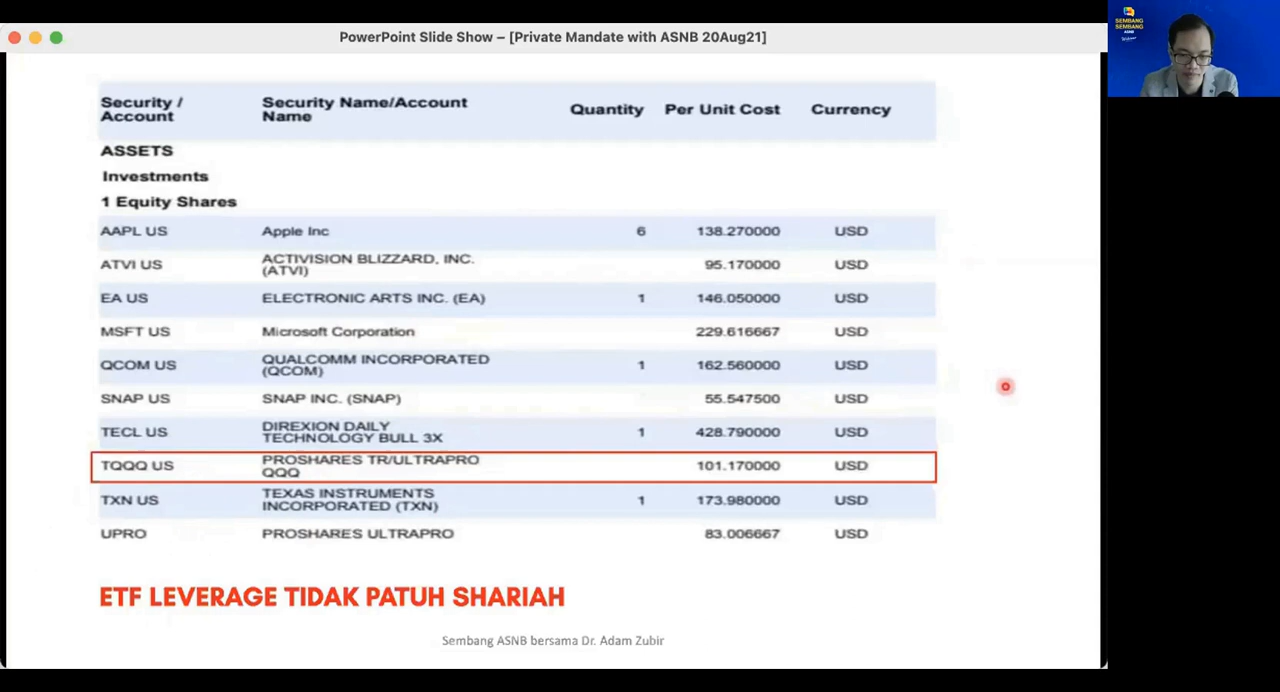 PowerPoint Slide Show – [Private Mandate with ASNB 20Aug21]
SEMBANG
SEMBANG
ASNB
Security / Account Security Name/Account Name Quantity Per Unit Cost Currency
ASSETS
Investments
1 Equity Shares
AAPL US Apple Inc 6 138.270000 USD
ATVI US ACTIVISION BLIZZARD, INC. (ATVI) 95.170000 USD
EA US ELECTRONIC ARTS INC. (EA) 1 146.050000 USD
MSFT US Microsoft Corporation 229.616667 USD
QCOM US QUALCOMM INCORPORATED (QCOM) 1 162.560000 USD
SNAP US SNAP INC. (SNAP) 55.547500 USD
TECL US DIREXION DAILY TECHNOLOGY BULL 3X 1 428.790000 USD
TQQQ US PROSHARES TR/ULTRAPRO QQQ 101.170000 USD
TXN US TEXAS INSTRUMENTS INCORPORATED (TXN) 1 173.980000 USD
UPRO PROSHARES ULTRAPRO 83.006667 USD
ETF LEVERAGE TIDAK PATUH SHARIAH
Sembang ASNB bersama Dr. Adam Zubir